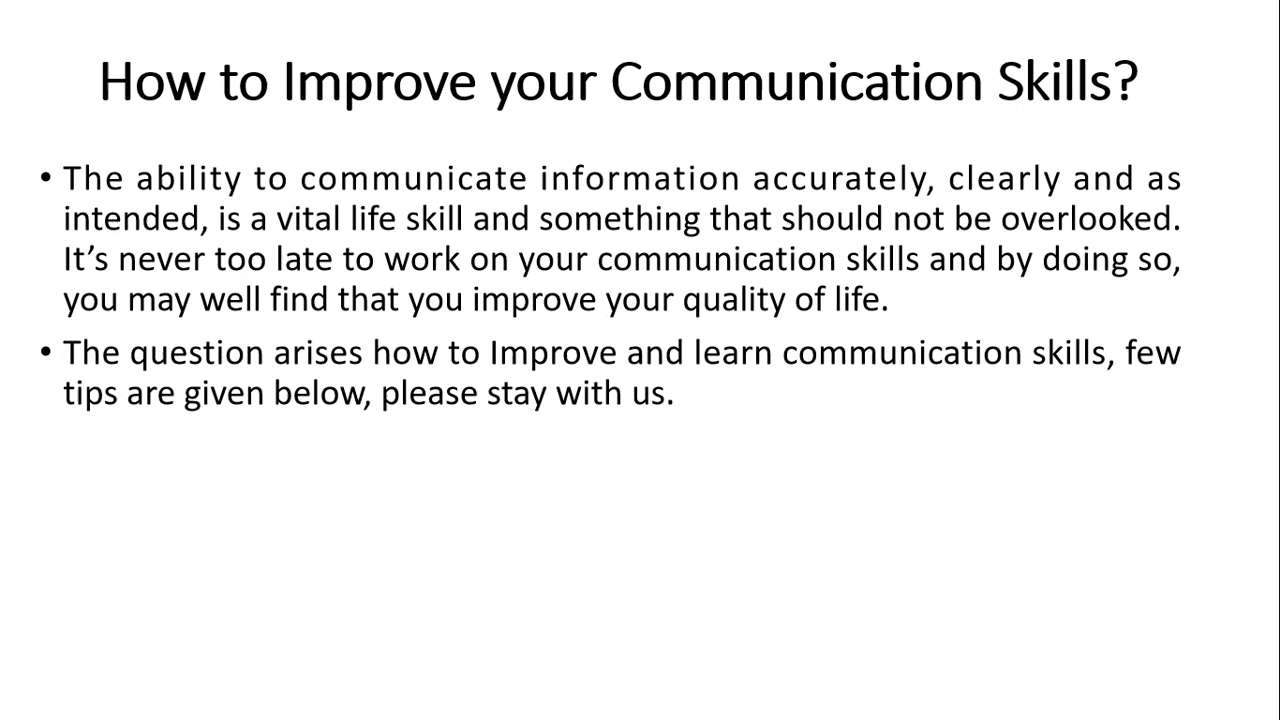 How to Improve your Communication Skills?
• The ability to communicate information accurately, clearly and as
intended, is a vital life skill and something that should not be overlooked.
It’s never too late to work on your communication skills and by doing so,
you may well find that you improve your quality of life.
• The question arises how to Improve and learn communication skills, few
tips are given below, please stay with us.